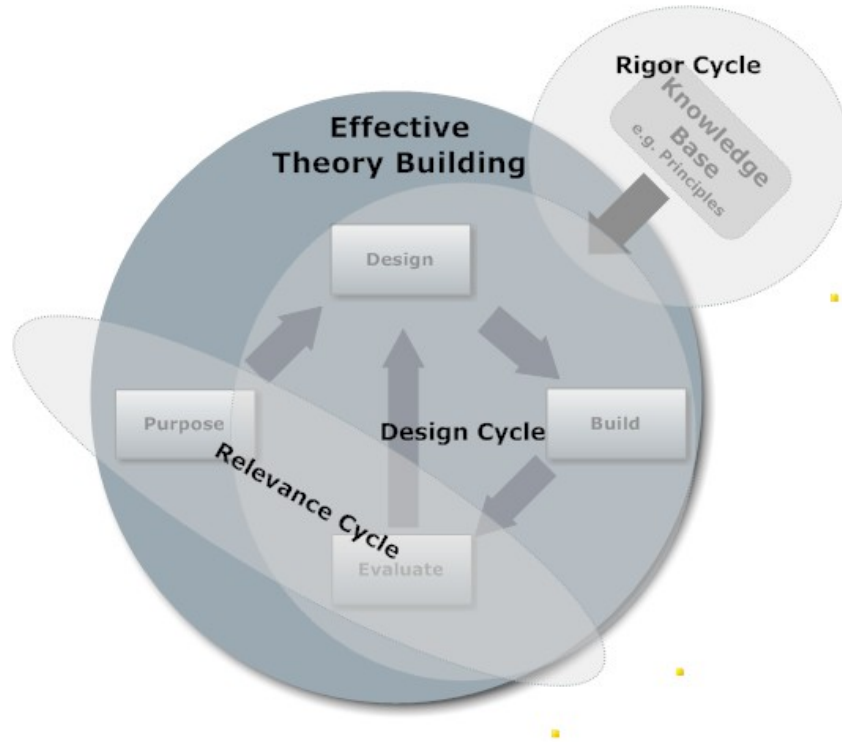 Rigor Cycle
Knowledge
Base
e.g. Principles
Effective
Theory Building
Design
Purpose
Design Cycle
Build
Relevance Cycle
Evaluate